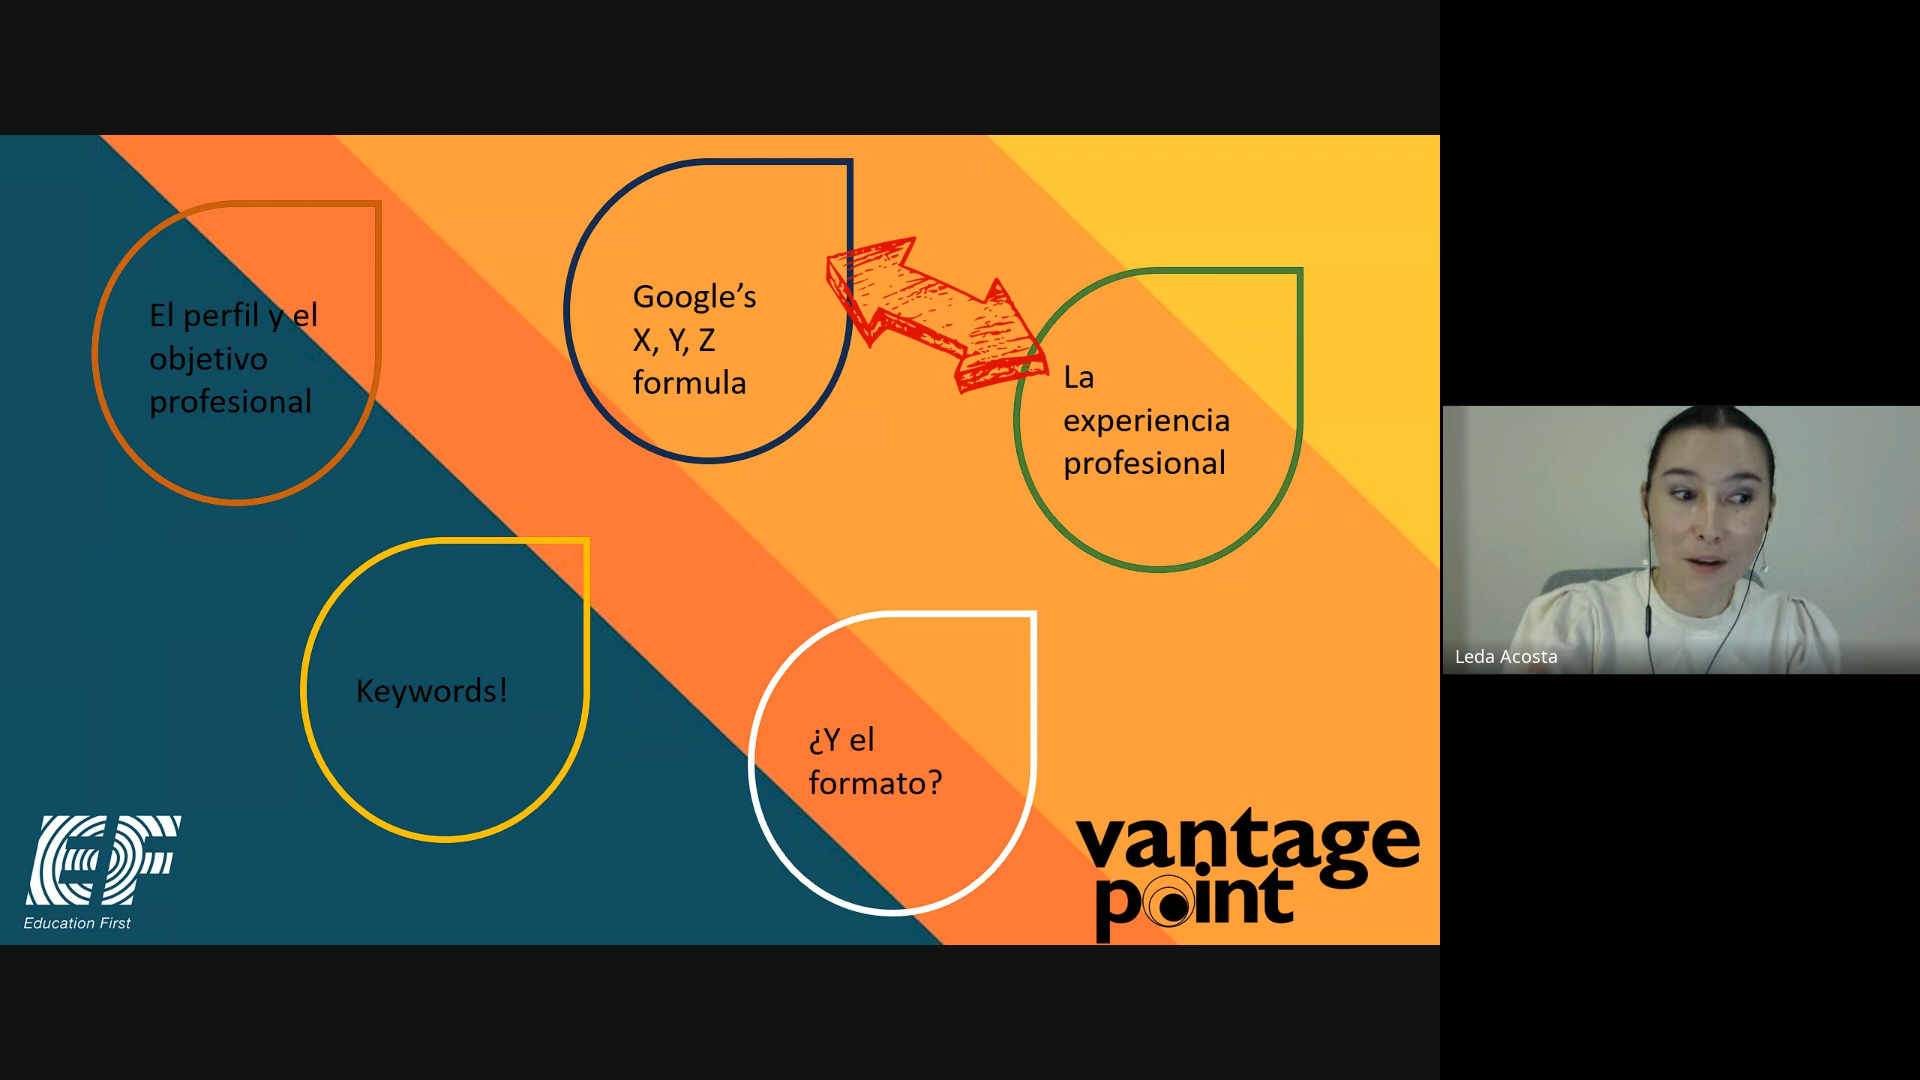 El perfil y el
objetivo
profesional
Google’s
X, Y, Z
formula
La
experiencia
profesional
Keywords!
¿Y el
formato?
EF
Education First
vantage
point
Leda Acosta